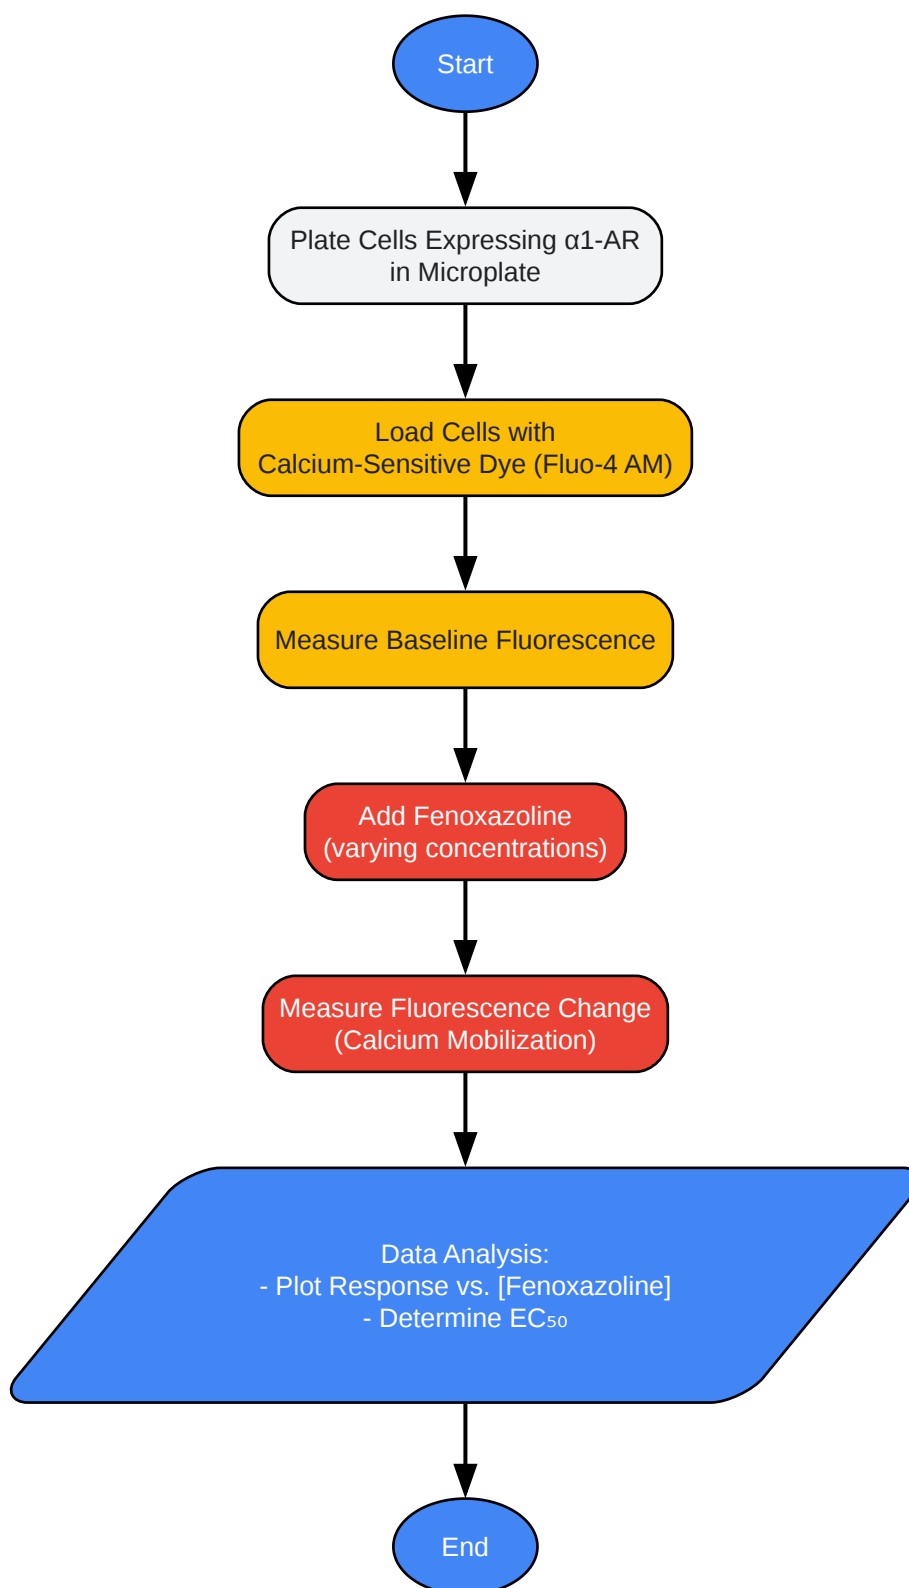 Start
Plate Cells Expressing α1-AR
in Microplate
Load Cells with
Calcium-Sensitive Dye (Fluo-4 AM)
Measure Baseline Fluorescence
Add Fenoxazoline
(varying concentrations)
Measure Fluorescence Change
(Calcium Mobilization)
Data Analysis:
- Plot Response vs. [Fenoxazoline]
- Determine EC₅₀
End